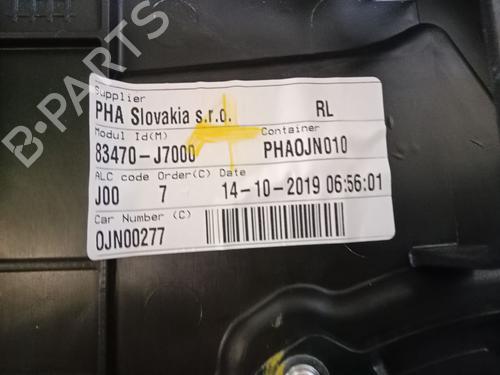 B-PARTS
Supplier
PHA Slovakia s.r.o. RL
Modul Id(M) Container
83470-J7000 PHAOJN010
ALC code Order(C) Date
J00 7 14-10-2019 06:56:01
Car Number (C)
OJN00277